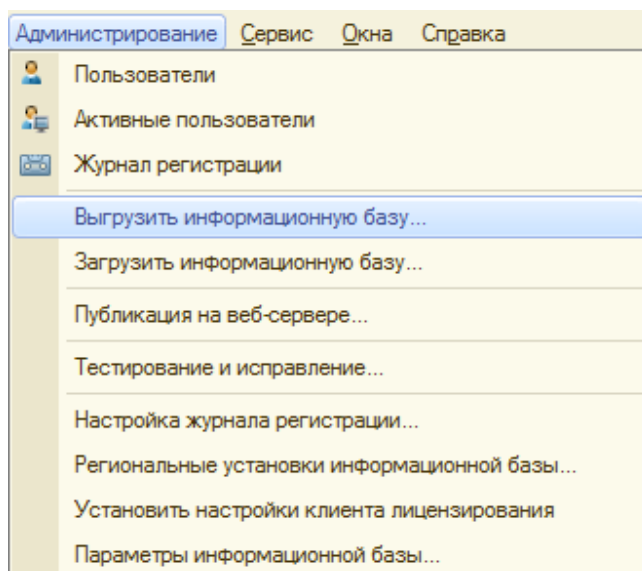 Администрирование Сервис Окна Справка
Пользователи
Активные пользователи
Журнал регистрации
Выгрузить информационную базу...
Загрузить информационную базу...
Публикация на веб-сервере...
Тестирование и исправление...
Настройка журнала регистрации...
Региональные установки информационной базы...
Установить настройки клиента лицензирования
Параметры информационной базы...